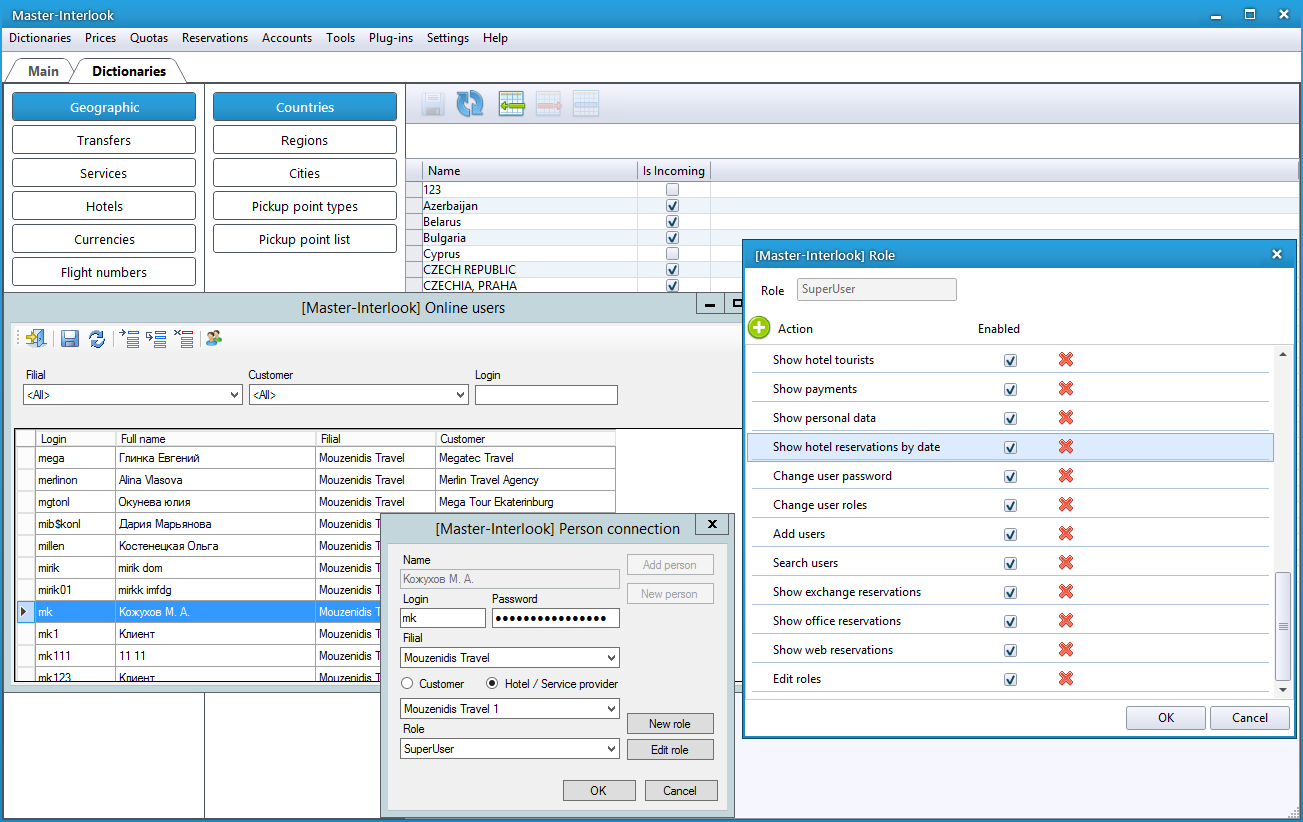 Master-Interlook
Dictionaries Prices Quotas Reservations Accounts Tools Plug-ins Settings Help
Main Dictionaries
Geographic
Transfers
Services
Hotels
Currencies
Flight numbers
Countries
Regions
Cities
Pickup point types
Pickup point list
Name Is Incoming
123
Azerbaijan
Belarus
Bulgaria
Cyprus
CZECH REPUBLIC
CZECHIA, PRAHA
[Master-Interlook] Online users
Filial Customer Login
<All> <All>
Login Full name Filial Customer
mega Глинка Евгений Mouzenidis Travel Megatec Travel
merlinon Alina Vlasova Mouzenidis Travel Merlin Travel Agency
mgtonl Окунева юлия Mouzenidis Travel Mega Tour Ekaterinburg
mib$konl Дария Марьянова Mouzenidis T
millen Костенецкая Ольга Mouzenidis T
mirik mirik dom Mouzenidis T
mirik01 mirkk imfdg Mouzenidis T
mk Кожухов М. А. Mouzenidis T
mk1 Клиент Mouzenidis T
mk111 11 11 Mouzenidis T
mk123 Клиент Mouzenidis T
[Master-Interlook] Person connection
Name
Кожухов М. А.
Add person
Login Password
New person
mk ••••••••••••••••
Filial
Mouzenidis Travel
Customer Hotel / Service provider
Mouzenidis Travel 1
New role
Role
SuperUser
Edit role
OK Cancel
[Master-Interlook] Role
Role SuperUser
Action Enabled
Show hotel tourists
Show payments
Show personal data
Show hotel reservations by date
Change user password
Change user roles
Add users
Search users
Show exchange reservations
Show office reservations
Show web reservations
Edit roles
OK Cancel